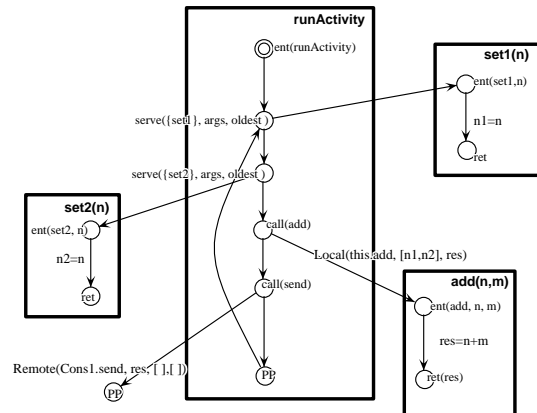 runActivity
ent(runActivity)
set1(n)
ent(set1,n)
n1=n
ret
serve({set1}, args, oldest )
serve({set2}, args, oldest )
set2(n)
ent(set2, n)
n2=n
ret
call(add)
Local(this.add, [n1,n2], res)
call(send)
add(n,m)
ent(add, n, m)
res=n+m
ret(res)
Remote(Cons1.send, res, [ ],[ ])
PP
PP